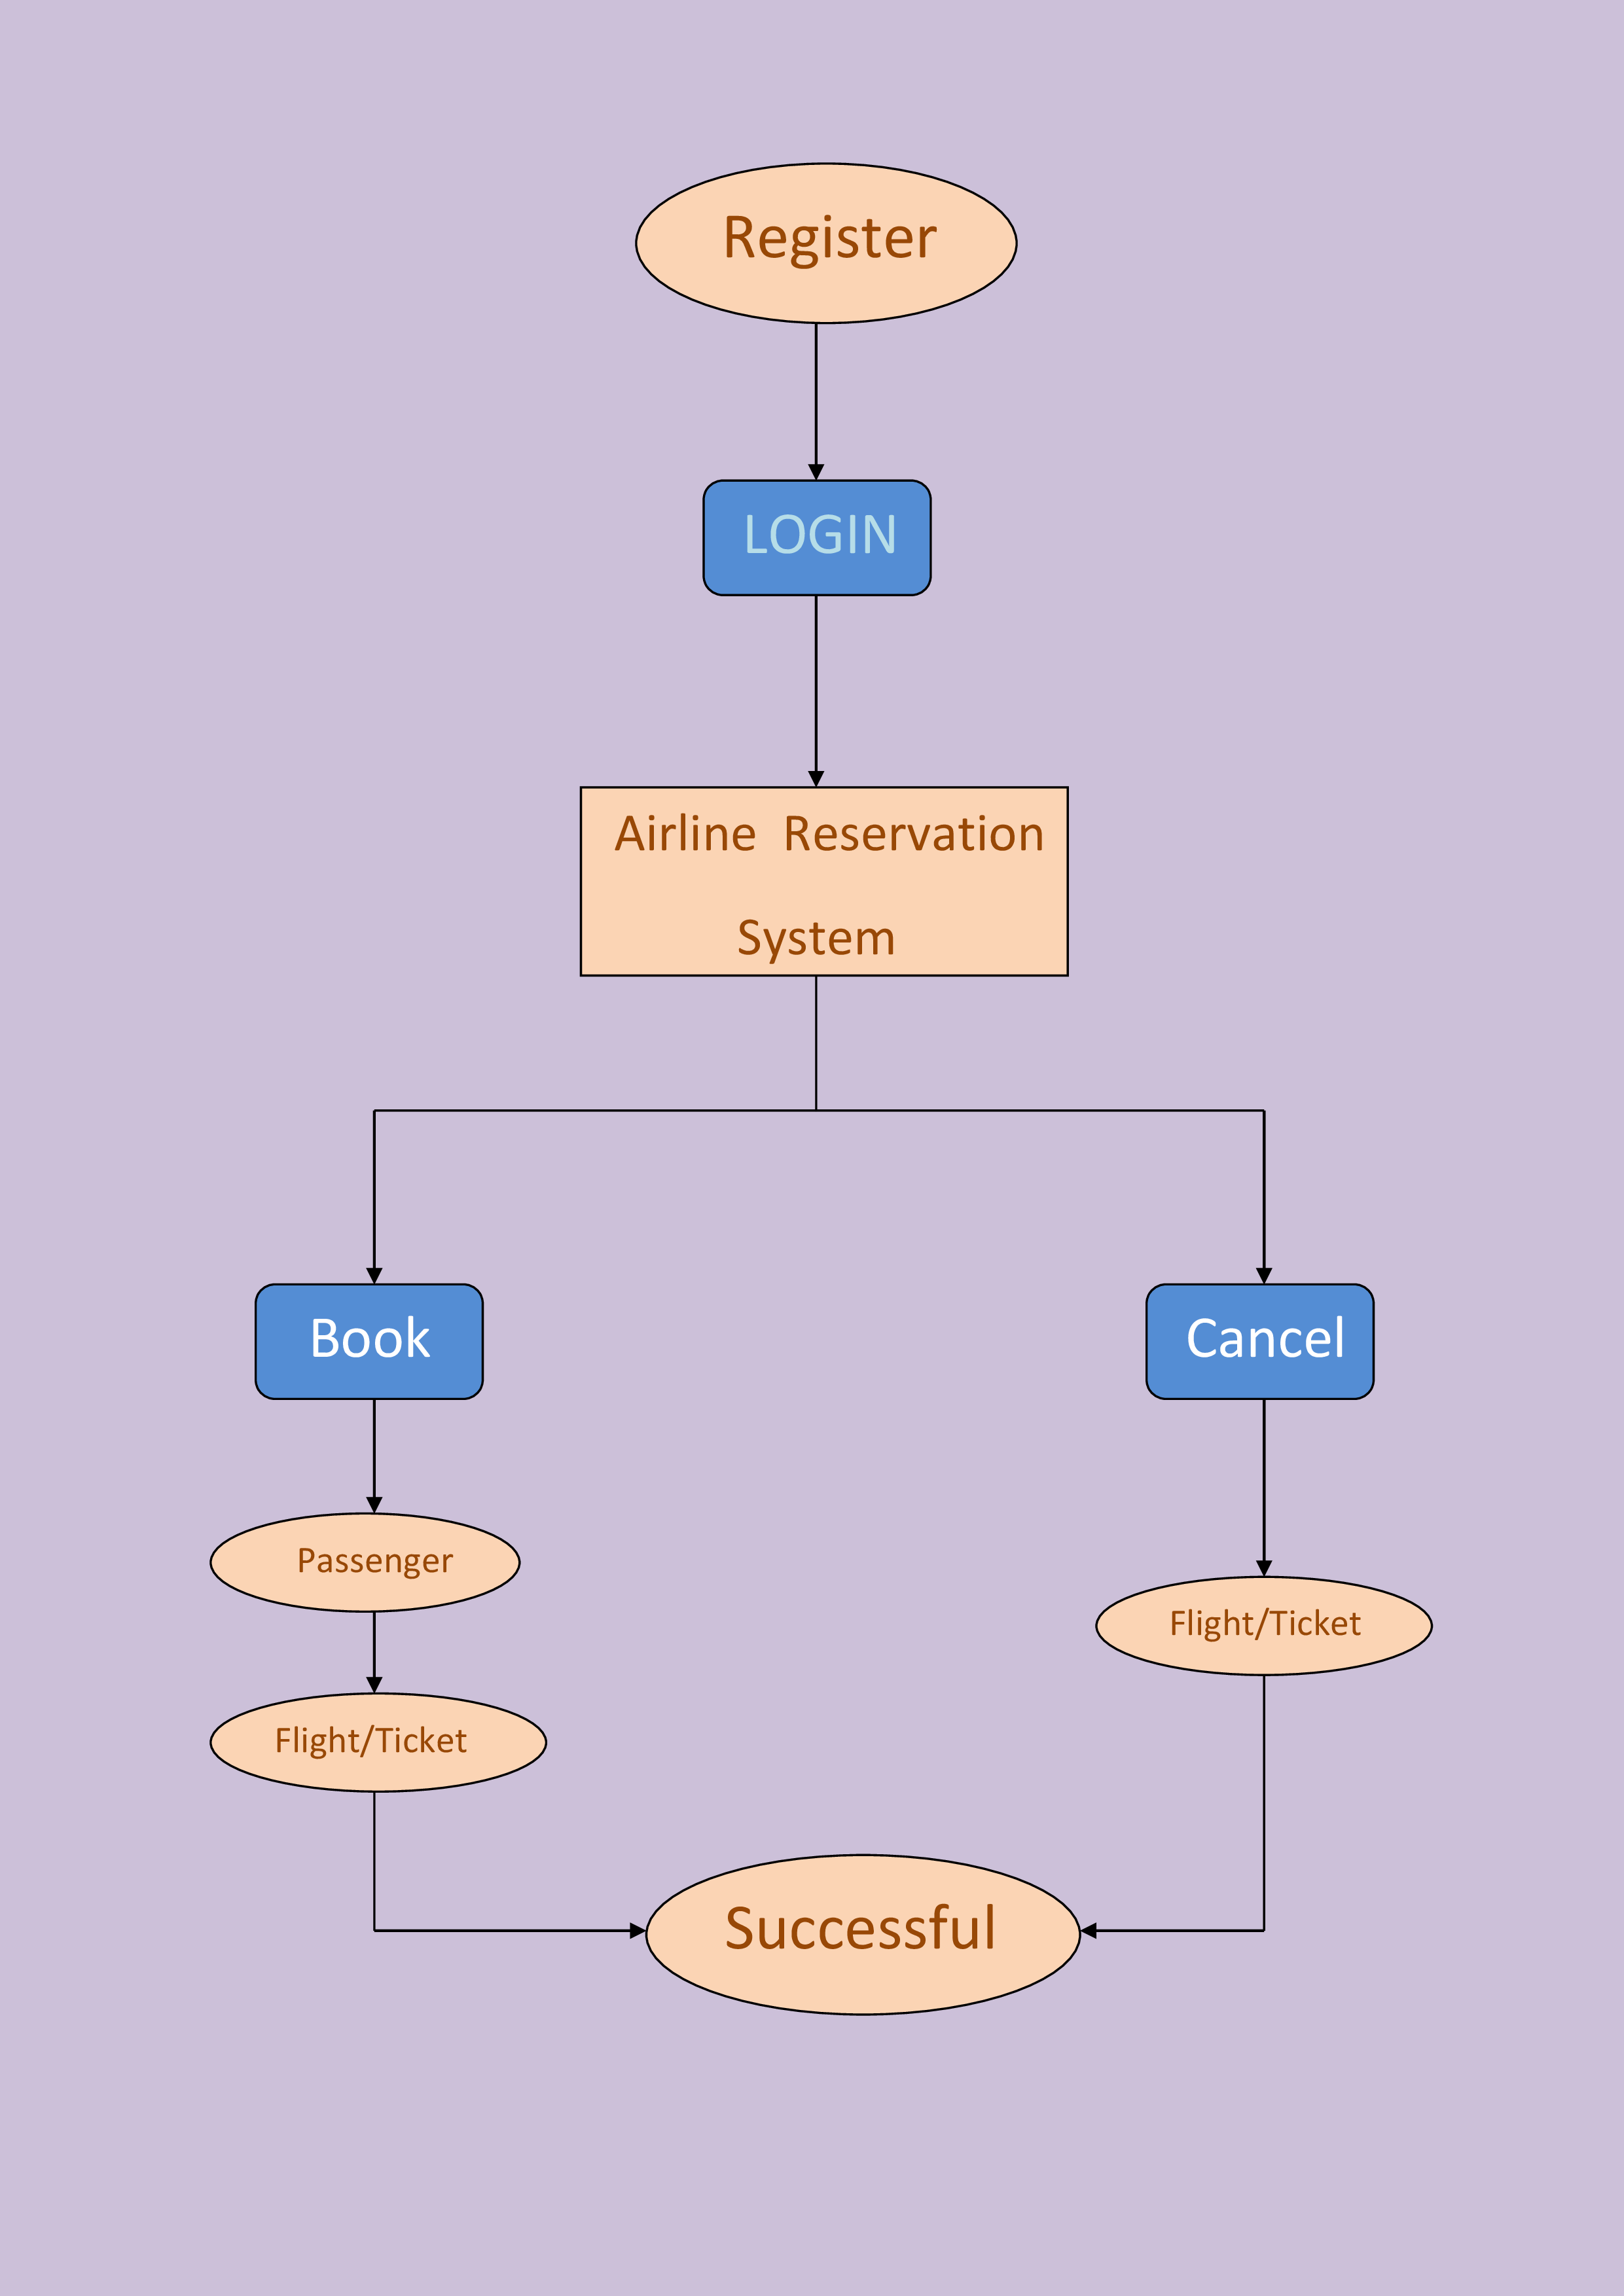 Register
LOGIN
Airline Reservation
System
Book
Cancel
Passenger
Flight/Ticket
Flight/Ticket
Successful